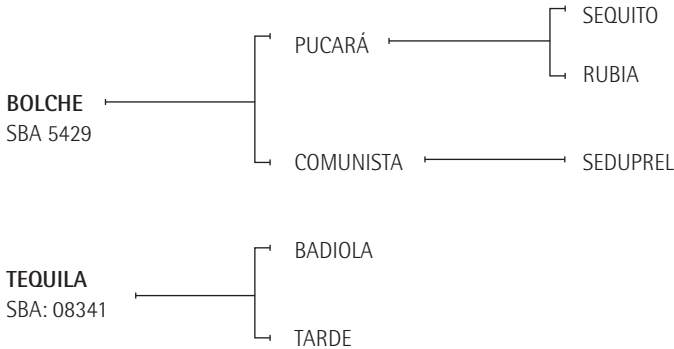 SEQUITO
PUCARÁ
RUBIA
BOLCHE
SBA 5429
COMUNISTA
SEDUPREL
BADIOLA
TEQUILA
SBA: 08341
TARDE